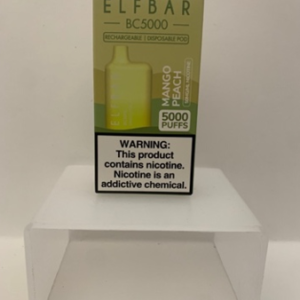 ELFBAR
BC5000
RECHARGEABLE | DISPOSABLE POD
MANGO
PEACH
5000
PUFFS
WARNING:
This product
contains nicotine.
Nicotine is an
addictive chemical.